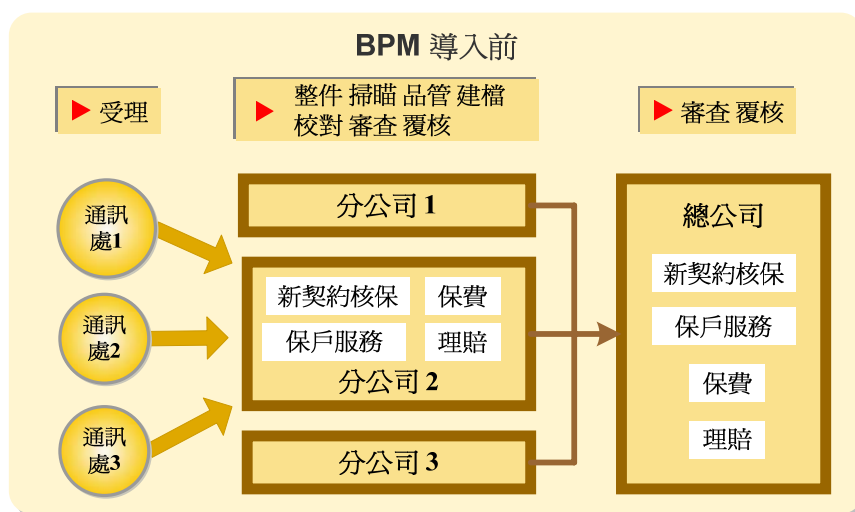 BPM 導入前
受理
整件 掃瞄 品管 建檔
校對 審查 覆核
審查 覆核
通訊
處1
通訊
處2
通訊
處3
分公司 1
新契約核保
保費
保戶服務
理賠
分公司 2
分公司 3
總公司
新契約核保
保戶服務
保費
理賠